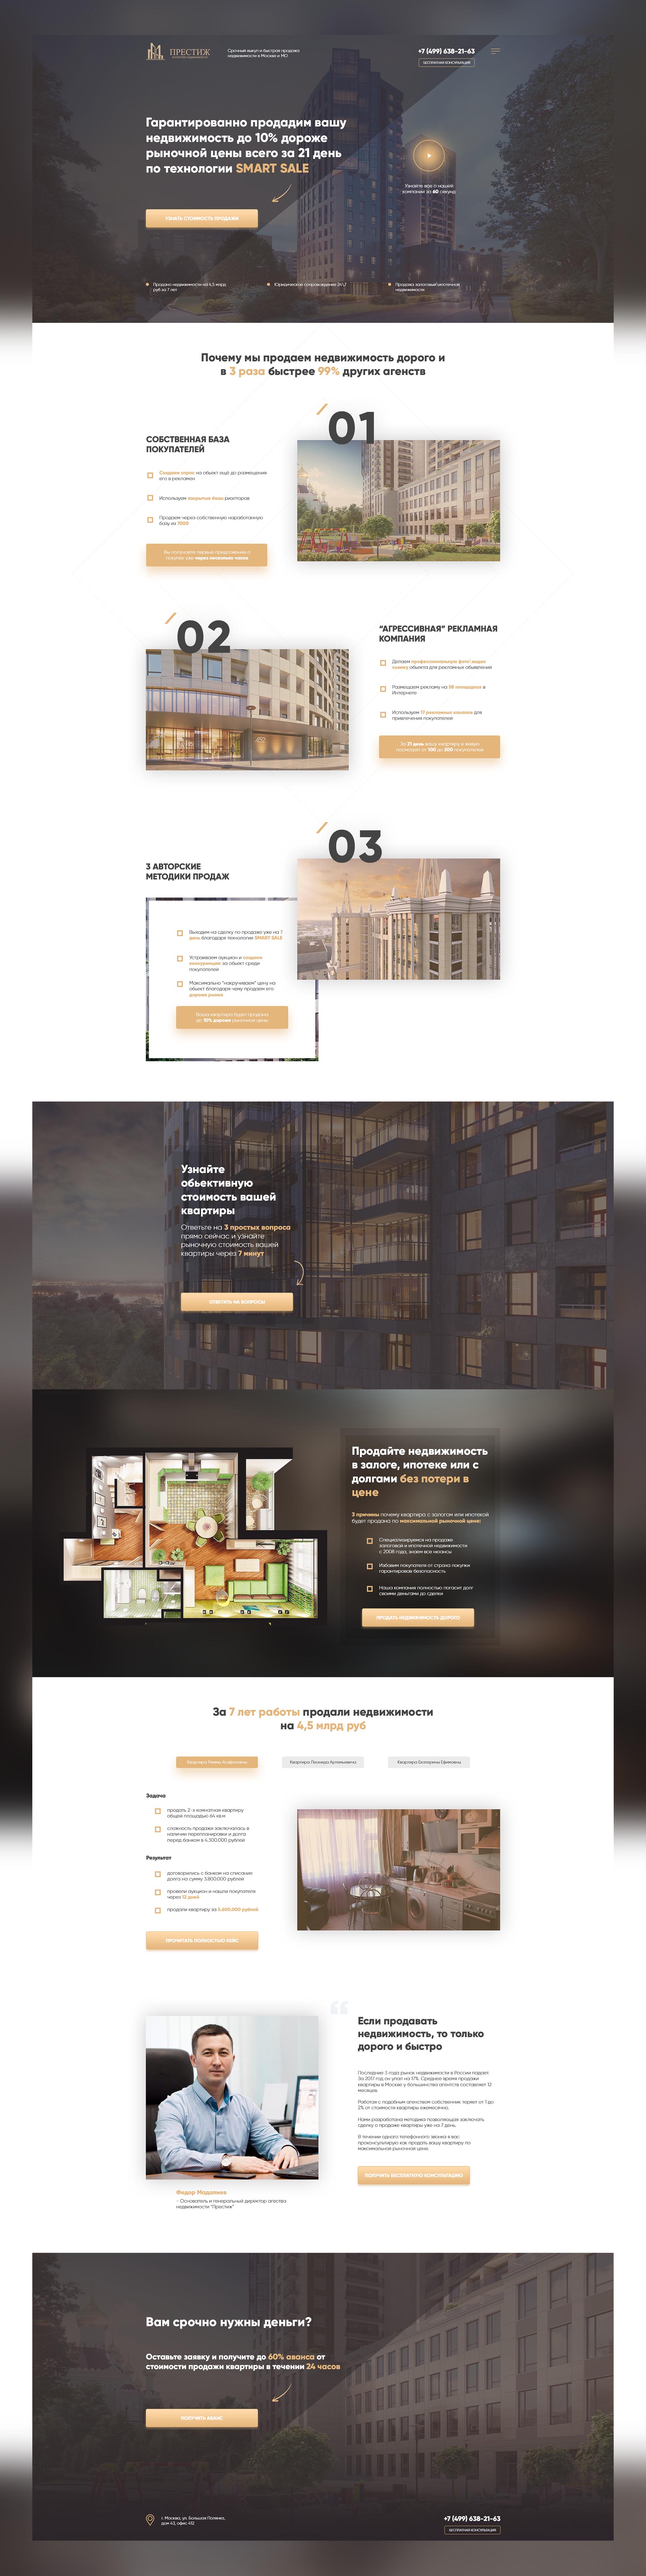 ПРЕСТИЖ
Срочный выкуп и быстрая продажа
недвижимости в Москве и МО
+7 (499) 638-21-63
БЕСПЛАТНАЯ КОНСУЛЬТАЦИЯ
Гарантированно продадим вашу
недвижимость до 10% дороже
рыночной цены всего за 21 день
по технологии SMART SALE
Узнайте все о нашей
компании за 60 секунд
УЗНАТЬ СТОИМОСТЬ ПРОДАЖИ
Продано недвижимости на 4,5 млрд
руб за 7 лет
Юридическое сопровождение 24/7
Продажа залоговый/ипотечная
недвижимости
Почему мы продаем недвижимость дорого и
в 3 раза быстрее 99% других агенств
01
СОБСТВЕННАЯ БАЗА
ПОКУПАТЕЛЕЙ
Создаем спрос на объект ещё до размещения
его в рекламе
Используем закрытые базы риэлторов
Продаем через собственную наработанную
базу из 7000
Вы получаете первые предложения о
покупке уже через несколько часов
02
“АГРЕССИВНАЯ” РЕКЛАМНАЯ
КОМПАНИЯ
Делаем профессиональную фото\видео
съемку объекта для рекламных объявлений
Размещаем рекламу на 98 площадках в
Интернете
Используем 17 рекламных каналов для
привлечения покупателей
За 21 день вашу квартиру в живую
посмотрят от 100 до 300 покупателей
03
3 АВТОРСКИЕ
МЕТОДИКИ ПРОДАЖ
Выходим на сделку по продаже уже на 7
день благодаря технологии SMART SALE
Устраиваем аукцион и создаем
конкуренцию за объект среди
покупателей
Максимально “накручиваем” цену на
объект благодаря чему продаем его
дороже рынка
Ваша квартира будет продана
до 10% дороже рыночной цены
Узнайте
обьективную
стоимость вашей
квартиры
Ответьте на 3 простых вопроса
прямо сейчас и узнайте
рыночную стоимость вашей
квартиры через 7 минут
ОТВЕТИТЬ НА ВОПРОСЫ
Продайте недвижимость
в залоге, ипотеке или с
долгами без потери в
цене
3 причины почему квартира с залогом или ипотекой
будет продана по максимальной рыночной цене:
Специализируемся на продаже
залоговой и ипотечной недвижимости
с 2008 года, знаем все нюансы
Избавим покупателя от страха покупки
гарантировав безопасность
Наша компания полностью погасит долг
своими деньгами до сделки
ПРОДАТЬ НЕДВИЖИМОСТЬ ДОРОГО
За 7 лет работы продали недвижимости
на 4,5 млрд руб
Квартира Леонида Артемьевича
Квартира Екатерины Ефимовны
Задача
продать 2-х комнатная квартиру
общей площадью 64 кв.м
сложность продажи заключалась в
наличии перепланировки и долга
перед банком в 4.300.000 рублей
Результат
договорились с банком на списание
долга на сумму 3.800.000 рублей
провели аукцион и нашли покупателя
через 12 дней
продали квартиру за 5.600.000 рублей
ПРОЧИТАТЬ ПОЛНОСТЬЮ КЕЙС
“
Если продавать
недвижимость, то только
дорого и быстро
Последние 3 года рынок недвижимости в России падает.
За 2017 год он упал на 17%. Среднее время продажи
квартиры в Москве у большинства агентств составляет 12
месяцев.
Работая с подобным агентством собственник теряет от 1 до
2% от стоимости квартиры ежемесячно.
Нами разработана методика позволяющая заключать
сделку о продаже квартиры уже на 7 день.
В течении одного телефонного звонка я вас
проконсультирую как продать вашу квартиру по
максимальной рыночной цене.
ПОЛУЧИТЬ БЕСПЛАТНУЮ КОНСУЛЬТАЦИЮ
Федор
- Основатель и генеральный директор агества
недвижимости “Престиж”
Вам срочно нужны деньги?
Оставьте заявку и получите до 60% аванса от
стоимости продажи квартиры в течении 24 часов
ПОЛУЧИТЬ АВАНС
г. Москва, ул. Большая Полянка,
дом 43, офис 412
+7 (499) 638-21-63
БЕСПЛАТНАЯ КОНСУЛЬТАЦИЯ